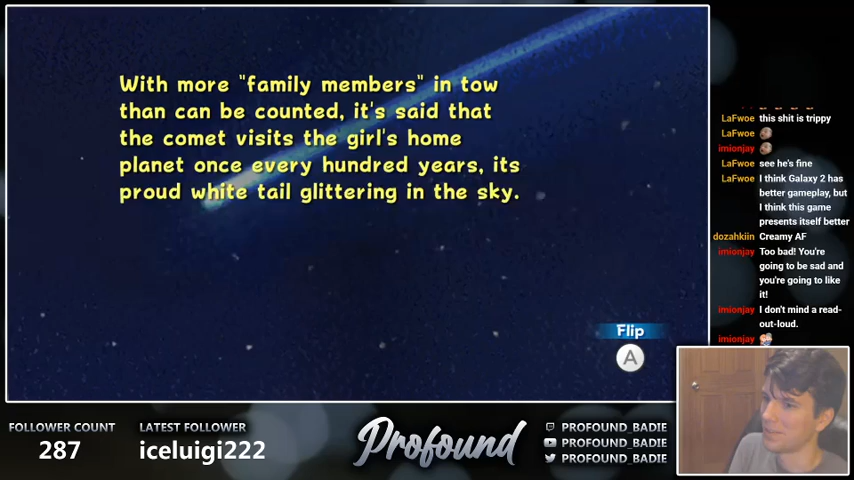 With more "family members" in tow
than can be counted, it's said that
the comet visits the girl's home
planet once every hundred years, its
proud white tail glittering in the sky.
Flip
A
LaFwoe this shit is trippy
LaFwoe
imionjay
LaFwoe see he's fine
LaFwoe I think Galaxy 2 has
better gameplay, but
I think this game
presents itself better
dozahkiin Creamy AF
imionjay Too bad! You're
going to be sad and
you're going to like
it!
imionjay I don't mind a read-
out-loud.
imionjay
FOLLOWER COUNT
287
LATEST FOLLOWER
iceluigi222
Profound
PROFOUND_BADIE
PROFOUND_BADIE
PROFOUND_BADIE